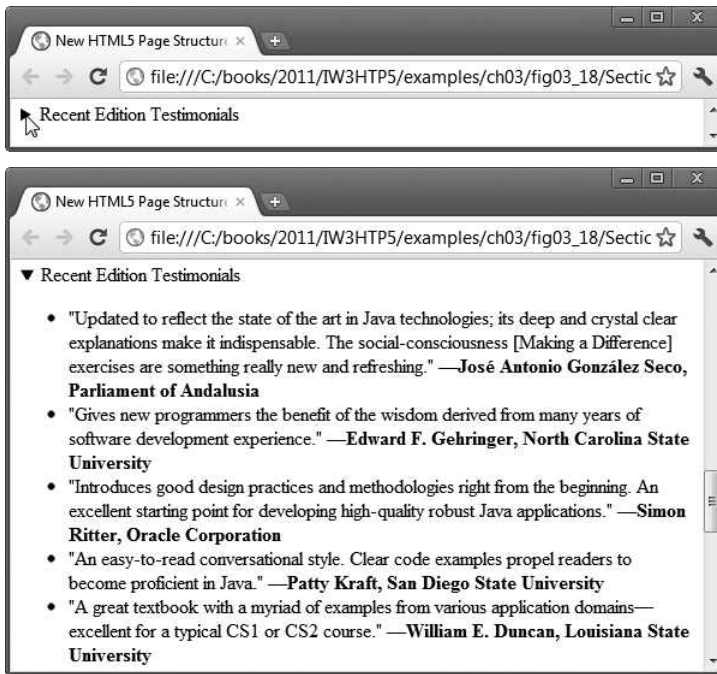 New HTML5 Page Structur
file:///C:/books/2011/IW3HTP5/examples/ch03/fig03_18/Sectic
Recent Edition Testimonials
New HTML5 Page Structur
file:///C:/books/2011/IW3HTP5/examples/ch03/fig03_18/Sectic
Recent Edition Testimonials
• "Updated to reflect the state of the art in Java technologies; its deep and crystal clear
explanations make it indispensable. The social-consciousness [Making a Difference]
exercises are something really new and refreshing." —José Antonio González Seco,
Parliament of Andalusia
• "Gives new programmers the benefit of the wisdom derived from many years of
software development experience." —Edward F. Gehringer, North Carolina State
University
• "Introduces good design practices and methodologies right from the beginning. An
excellent starting point for developing high-quality robust Java applications." —Simon
Ritter, Oracle Corporation
• "An easy-to-read conversational style. Clear code examples propel readers to
become proficient in Java." —Patty Kraft, San Diego State University
• "A great textbook with a myriad of examples from various application domains—
excellent for a typical CS1 or CS2 course." —William E. Duncan, Louisiana State
University